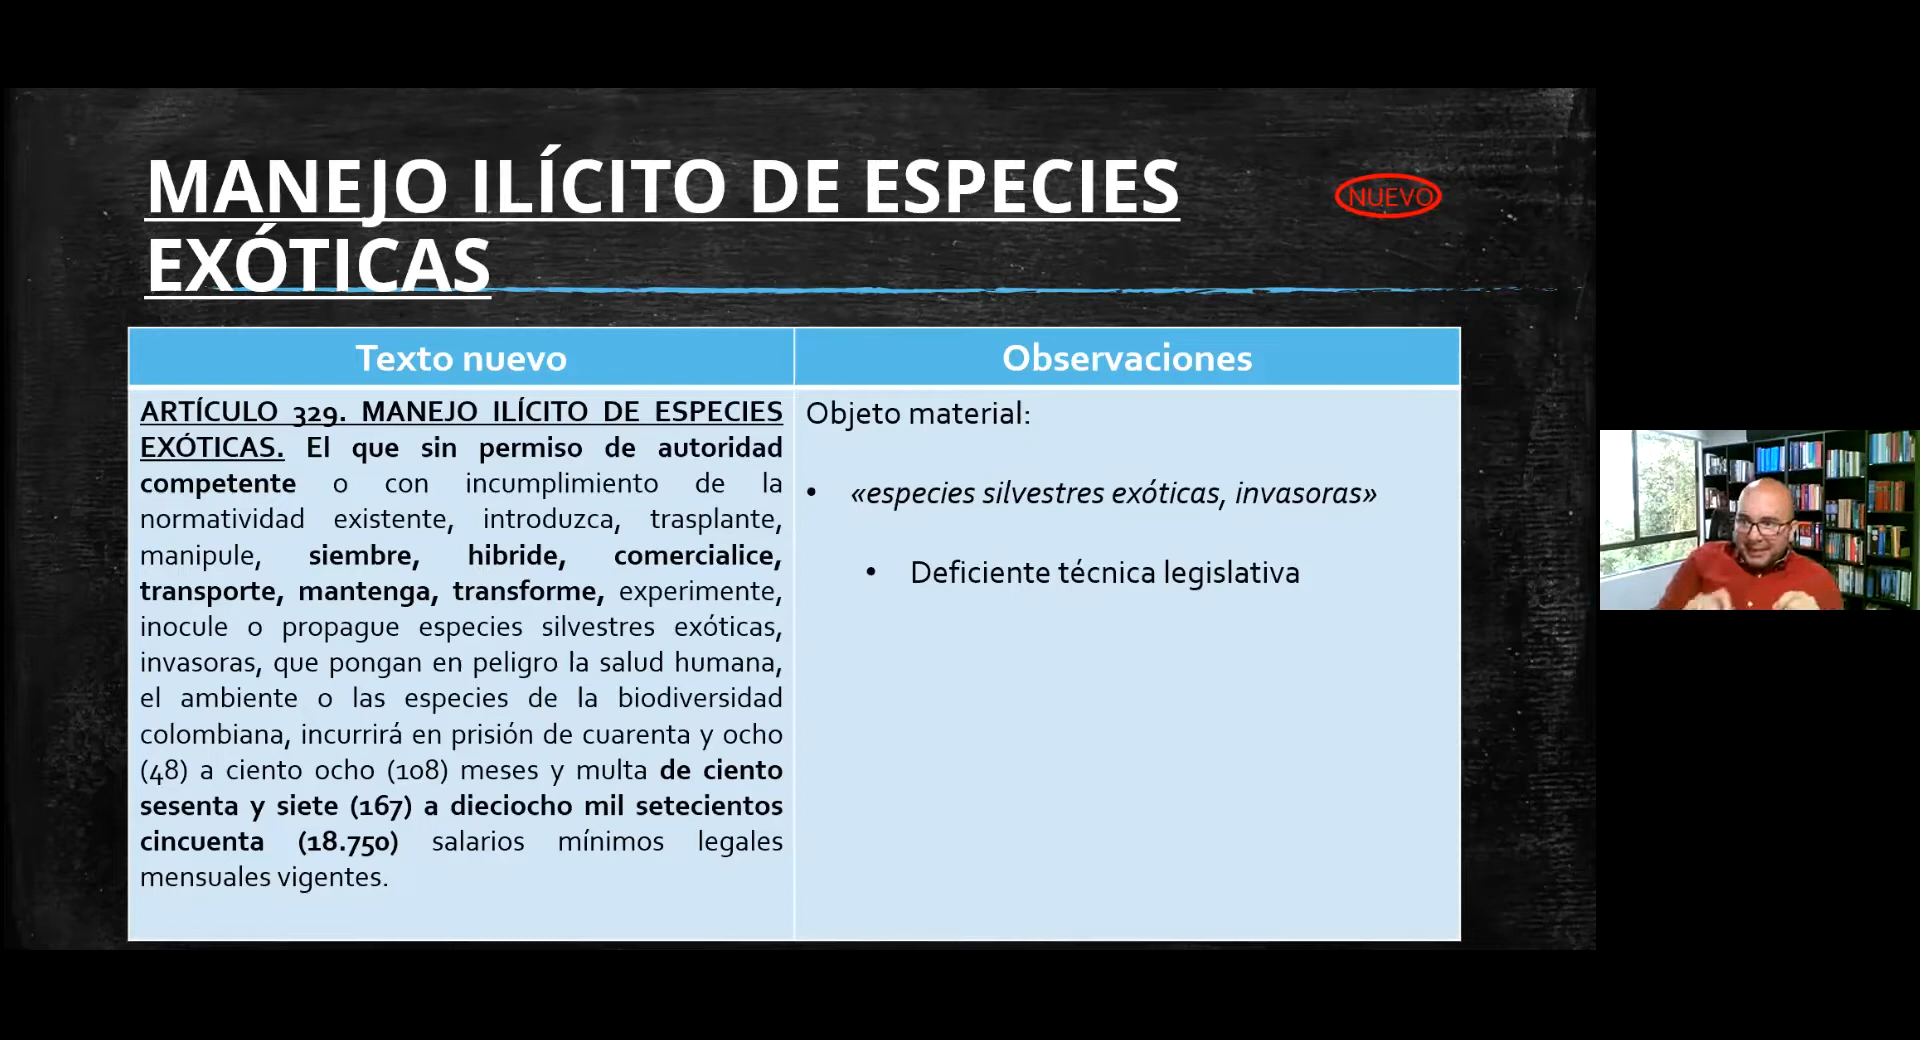 MANEJO ILÍCITO DE ESPECIES
EXÓTICAS
NUEVO
Texto nuevo
Observaciones
ARTÍCULO 329. MANEJO ILÍCITO DE ESPECIES
EXÓTICAS. El que sin permiso de autoridad
competente o con incumplimiento de la
normatividad existente, introduzca, trasplante,
manipule, siembre, hibride, comercialice,
transporte, mantenga, transforme, experimente,
inocule o propague especies silvestres exóticas,
invasoras, que pongan en peligro la salud humana,
el ambiente o las especies de la biodiversidad
colombiana, incurrirá en prisión de cuarenta y ocho
(48) a ciento ocho (108) meses y multa de ciento
sesenta y siete (167) a dieciocho mil setecientos
cincuenta (18.750) salarios mínimos legales
mensuales vigentes.
Objeto material:
• «especies silvestres exóticas, invasoras»
• Deficiente técnica legislativa